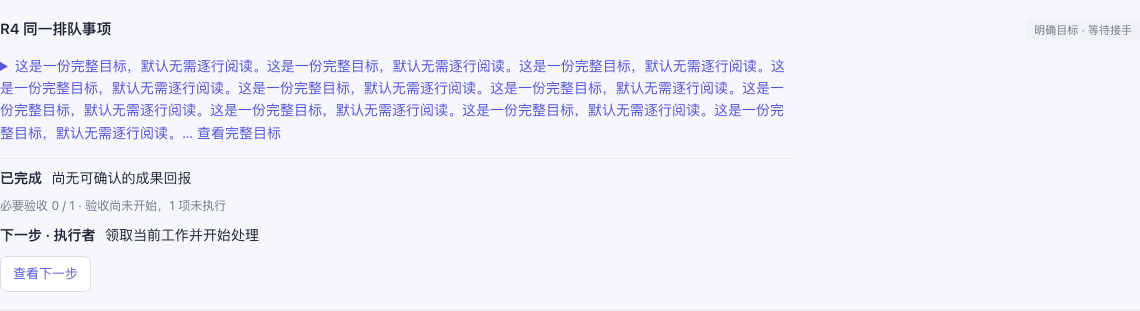 R4 同一排队事项
明确目标 · 等待接手
▶ 这是一份完整目标，默认无需逐行阅读。这是一份完整目标，默认无需逐行阅读。这是一份完整目标，默认无需逐行阅读。这
是一份完整目标，默认无需逐行阅读。这是一份完整目标，默认无需逐行阅读。这是一份完整目标，默认无需逐行阅读。这是一
份完整目标，默认无需逐行阅读。这是一份完整目标，默认无需逐行阅读。这是一份完整目标，默认无需逐行阅读。这是一份完
整目标，默认无需逐行阅读。... 查看完整目标
已完成 尚无可确认的成果回报
必要验收 0 / 1 · 验收尚未开始，1 项未执行
下一步 · 执行者 领取当前工作并开始处理
查看下一步